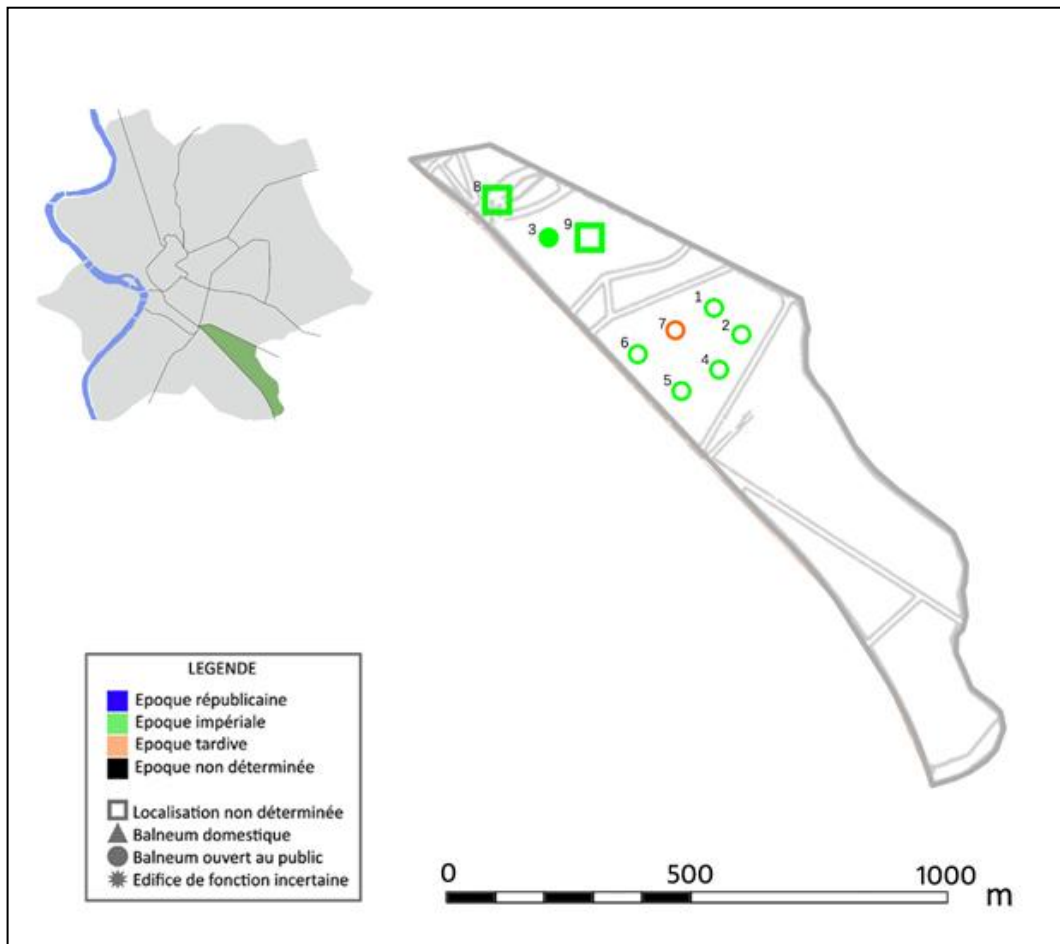 8
3
9
1
2
7
6
4
5
LEGENDE
Epoque républicaine
Epoque impériale
Epoque tardive
Epoque non déterminée
Localisation non déterminée
Balneum domestique
Balneum ouvert au public
Edifice de fonction incertaine
0 500 1000
m